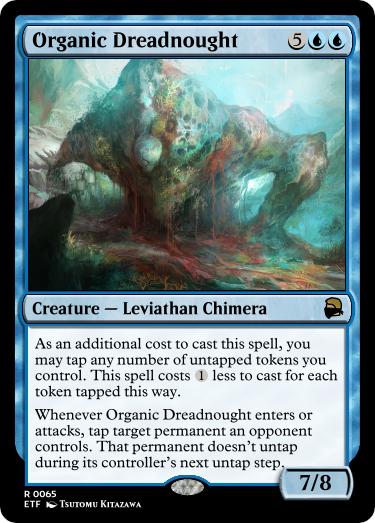 Organic Dreadnought 5
Creature — Leviathan Chimera
As an additional cost to cast this spell, you
may tap any number of untapped tokens you
control. This spell costs 1 less to cast for each
token tapped this way.
Whenever Organic Dreadnought enters or
attacks, tap target permanent an opponent
controls. That permanent doesn’t untap
during its controller’s next untap step.
7/8
R 0065
ETF Tsutomu Kitazawa